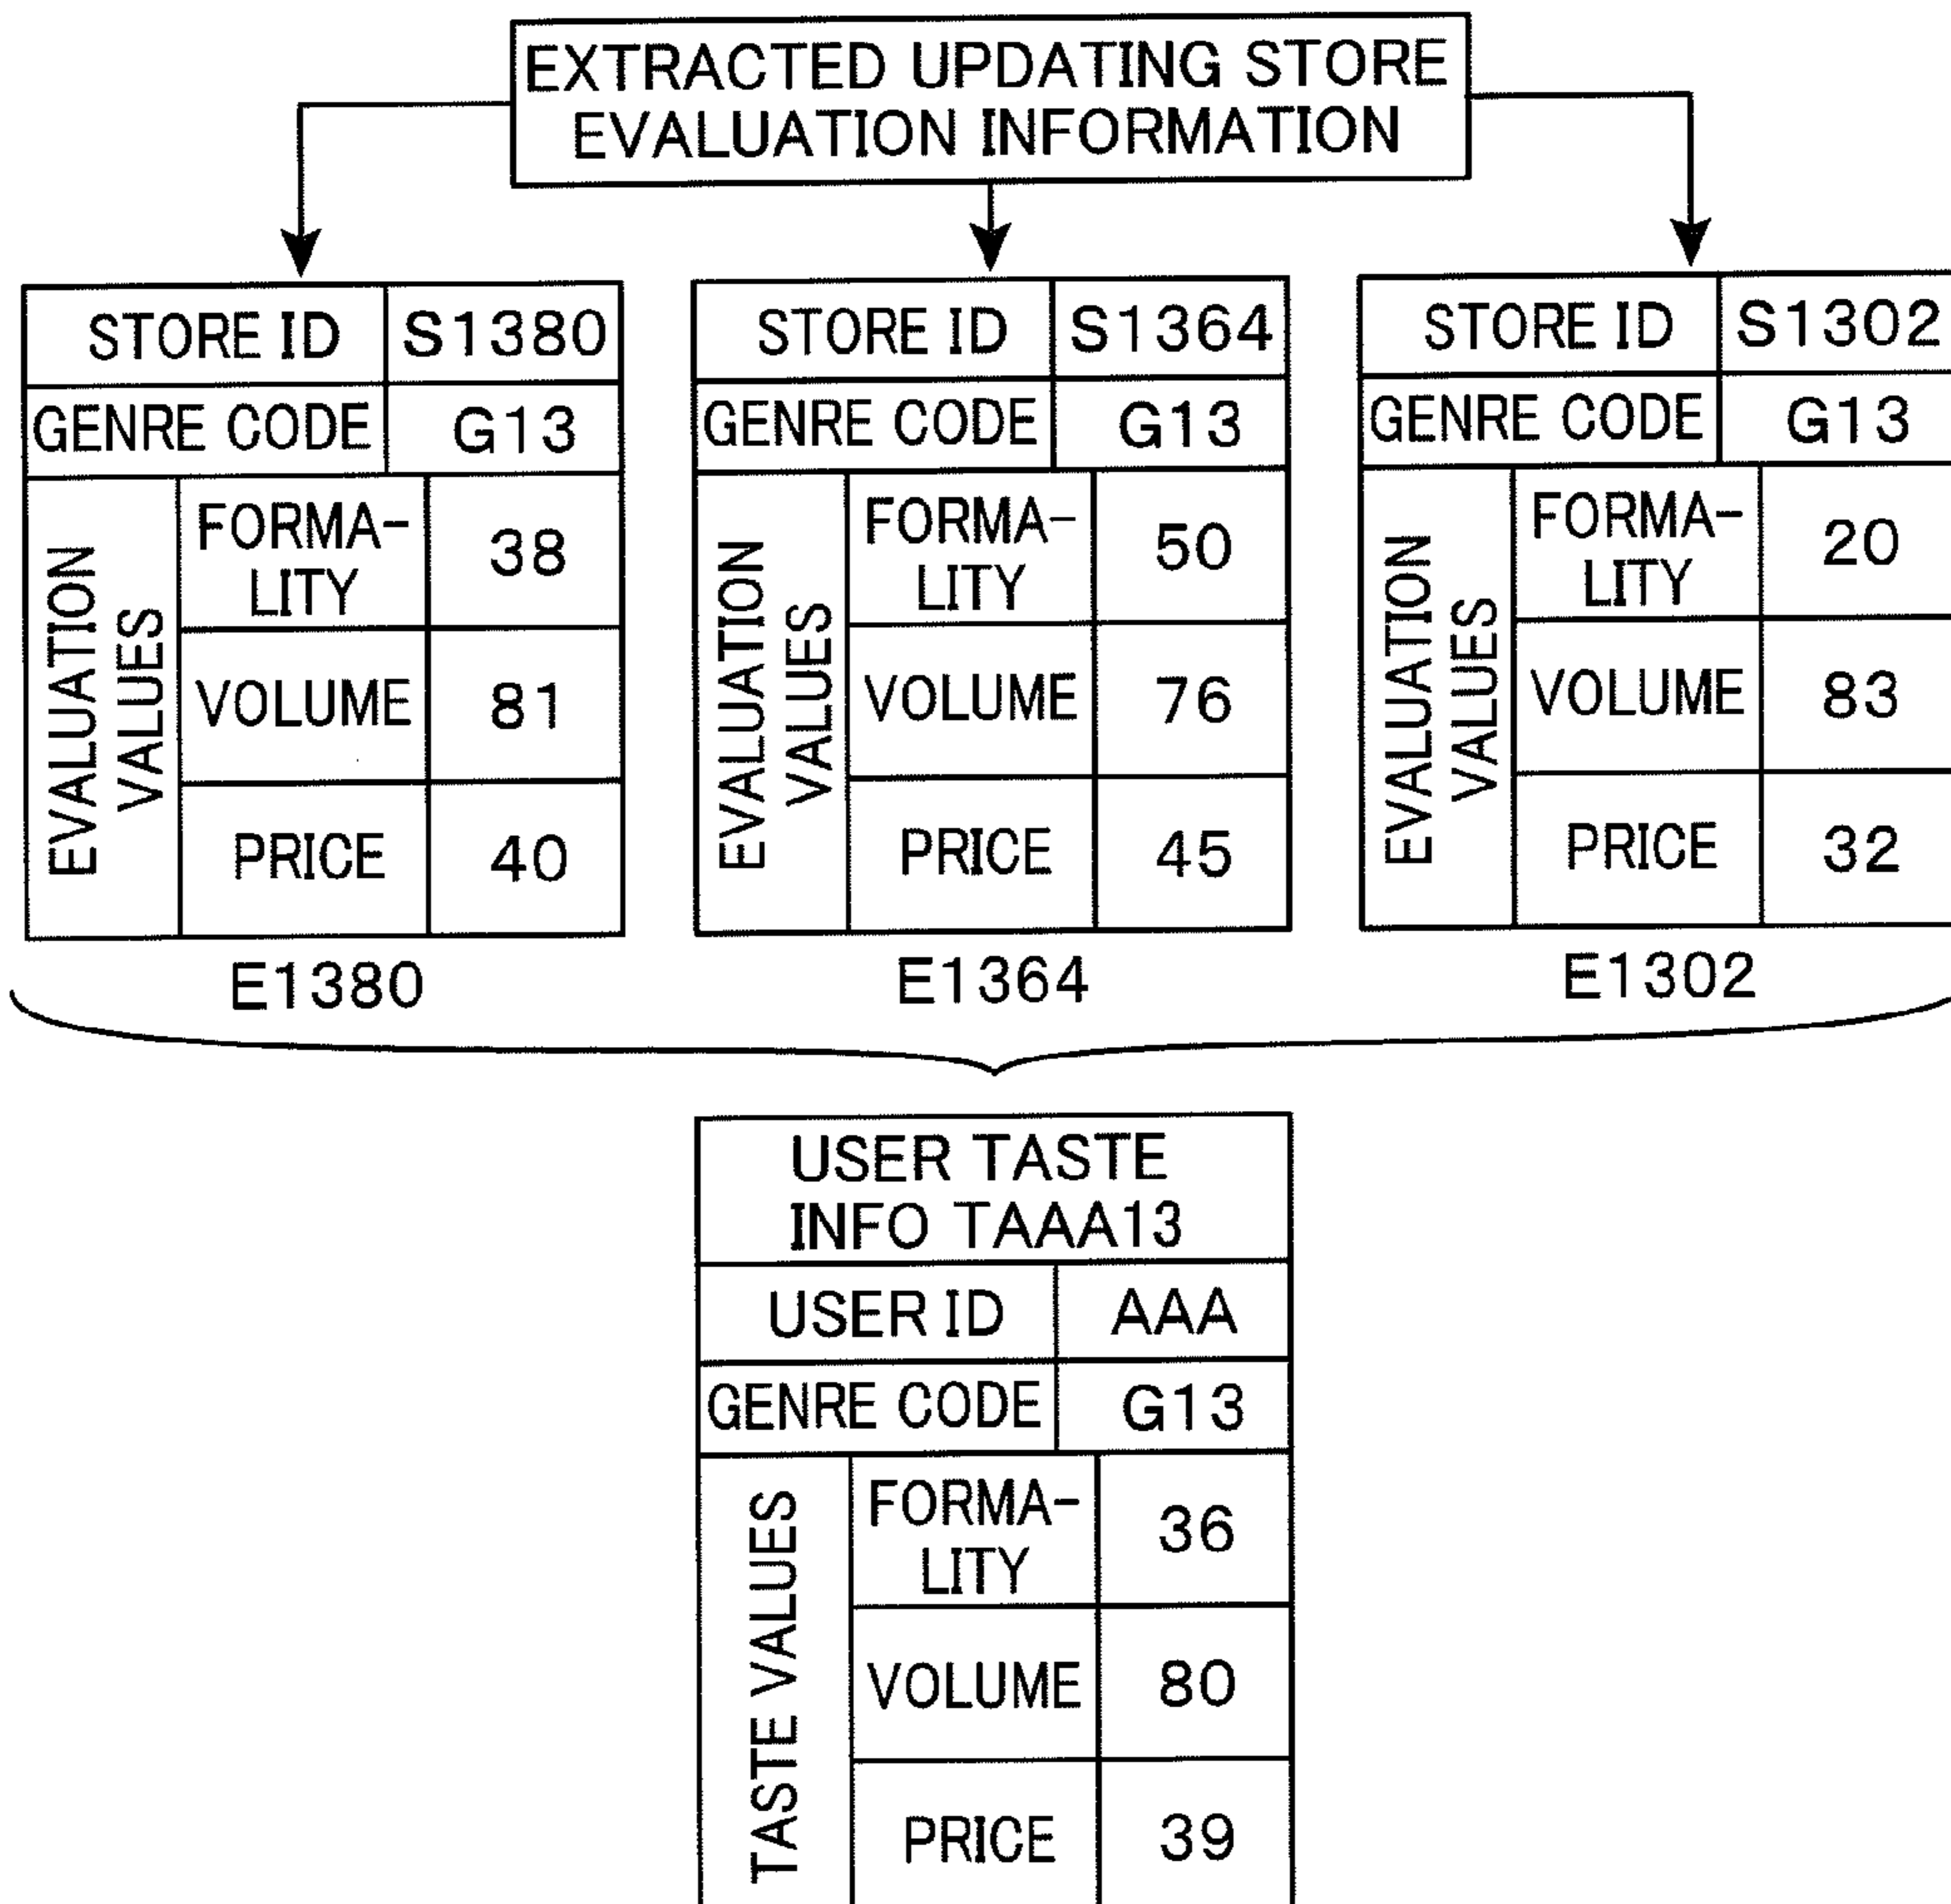 EXTRACTED UPDATING STORE
EVALUATION INFORMATION
STORE ID S1380
GENRE CODE G13
EVALUATION
VALUES
FORMA-
LITY
38
VOLUME 81
PRICE 40
E1380
STORE ID S1364
GENRE CODE G13
EVALUATION
VALUES
FORMA-
LITY
50
VOLUME 76
PRICE 45
E1364
STORE ID S1302
GENRE CODE G13
EVALUATION
VALUES
FORMA-
LITY
20
VOLUME 83
PRICE 32
E1302
USER TASTE
INFO TAAA13
USER ID AAA
GENRE CODE G13
TASTE VALUES
FORMA-
LITY
36
VOLUME 80
PRICE 39